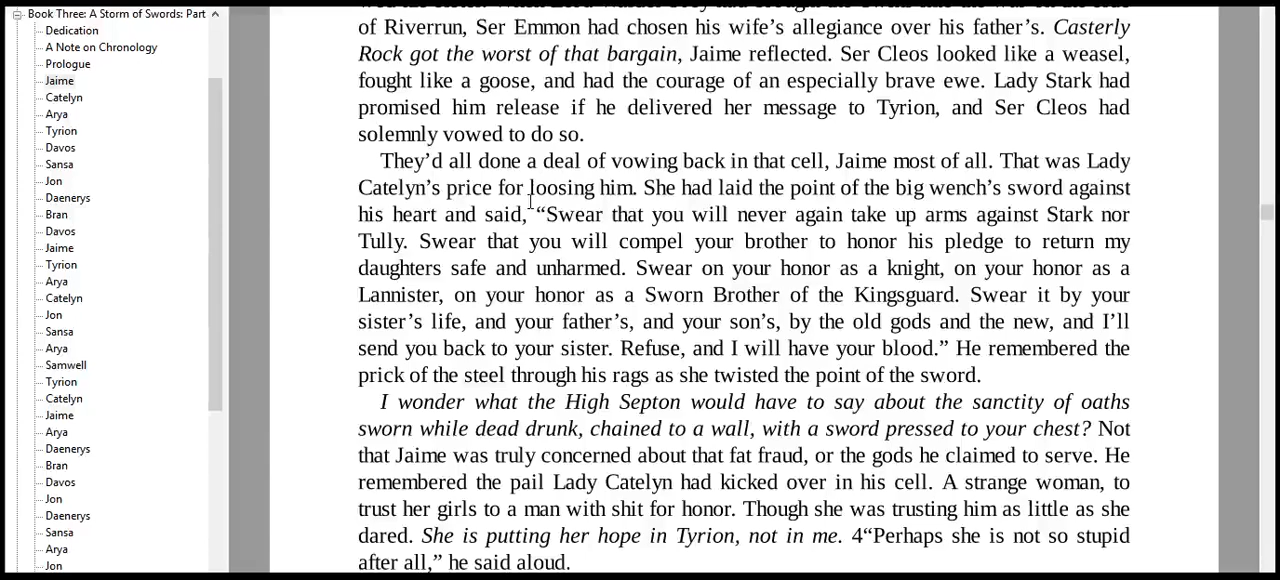 Book Three: A Storm of Swords: Part
Dedication
A Note on Chronology
Prologue
Jaime
Catelyn
Arya
Tyrion
Davos
Sansa
Jon
Daenerys
Bran
Davos
Jaime
Tyrion
Arya
Catelyn
Jon
Sansa
Arya
Samwell
Tyrion
Catelyn
Jaime
Arya
Daenerys
Bran
Davos
Jon
Daenerys
Sansa
Arya
Jon
of Riverrun, Ser Emmon had chosen his wife’s allegiance over his father’s. Casterly
Rock got the worst of that bargain, Jaime reflected. Ser Cleos looked like a weasel,
fought like a goose, and had the courage of an especially brave ewe. Lady Stark had
promised him release if he delivered her message to Tyrion, and Ser Cleos had
solemnly vowed to do so.
They’d all done a deal of vowing back in that cell, Jaime most of all. That was Lady
Catelyn’s price for loosing him. She had laid the point of the big wench’s sword against
his heart and said, “Swear that you will never again take up arms against Stark nor
Tully. Swear that you will compel your brother to honor his pledge to return my
daughters safe and unharmed. Swear on your honor as a knight, on your honor as a
Lannister, on your honor as a Sworn Brother of the Kingsguard. Swear it by your
sister’s life, and your father’s, and your son’s, by the old gods and the new, and I’ll
send you back to your sister. Refuse, and I will have your blood.” He remembered the
prick of the steel through his rags as she twisted the point of the sword.
I wonder what the High Septon would have to say about the sanctity of oaths
sworn while dead drunk, chained to a wall, with a sword pressed to your chest? Not
that Jaime was truly concerned about that fat fraud, or the gods he claimed to serve. He
remembered the pail Lady Catelyn had kicked over in his cell. A strange woman, to
trust her girls to a man with shit for honor. Though she was trusting him as little as she
dared. She is putting her hope in Tyrion, not in me. 4“Perhaps she is not so stupid
after all,” he said aloud.